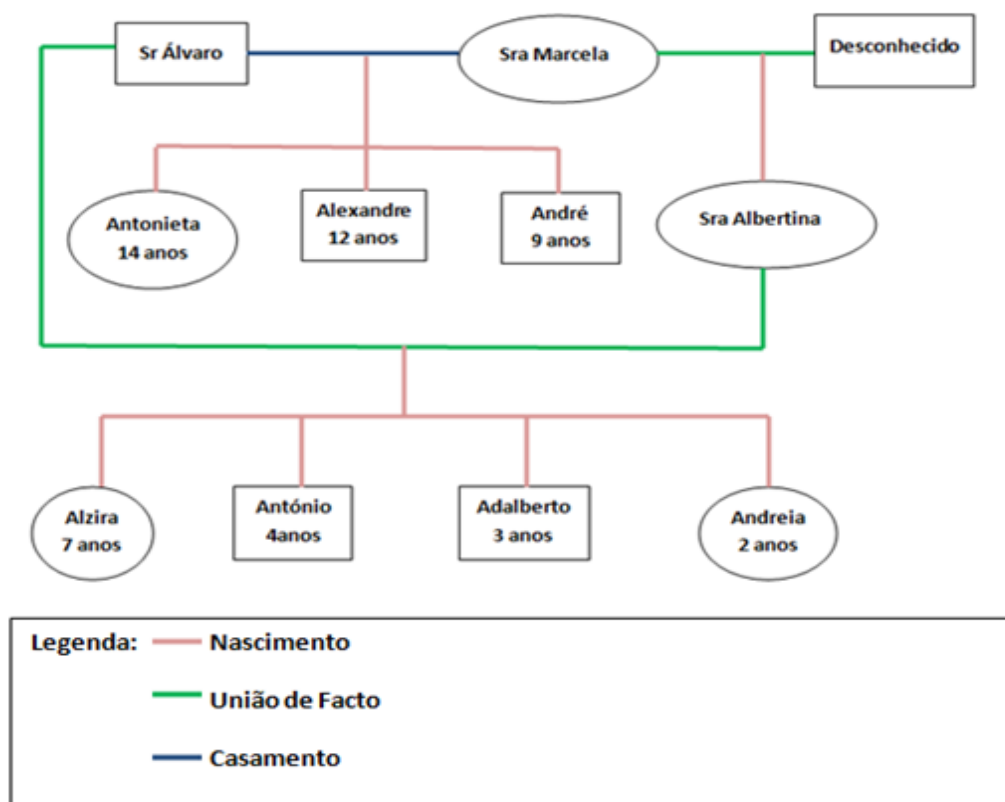 Sr Álvaro
Sra Marcela
Desconhecido
Antonieta
14 anos
Alexandre
12 anos
André
9 anos
Sra Albertina
Alzira
7 anos
António
4anos
Adalberto
3 anos
Andreia
2 anos
Legenda: Nascimento
União de Facto
Casamento